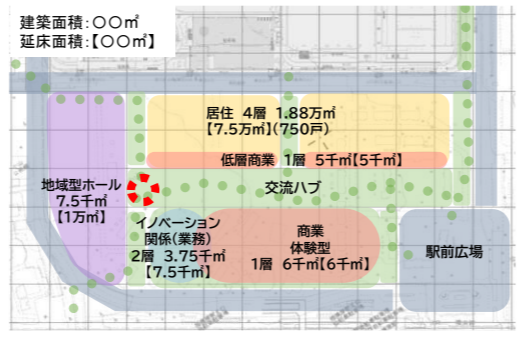 建築面積：〇〇㎡
延床面積：【〇〇㎡】
居住 4層 1.88万㎡
【7.5万㎡】(750戸)
低層商業 1層 5千㎡【5千㎡】
地域型ホール
7.5千㎡
【1万㎡】
交流ハブ
イノベーション
関係(業務)
2層 3.75千㎡
【7.5千㎡】
商業
体験型
1層 6千㎡【6千㎡】
駅前広場